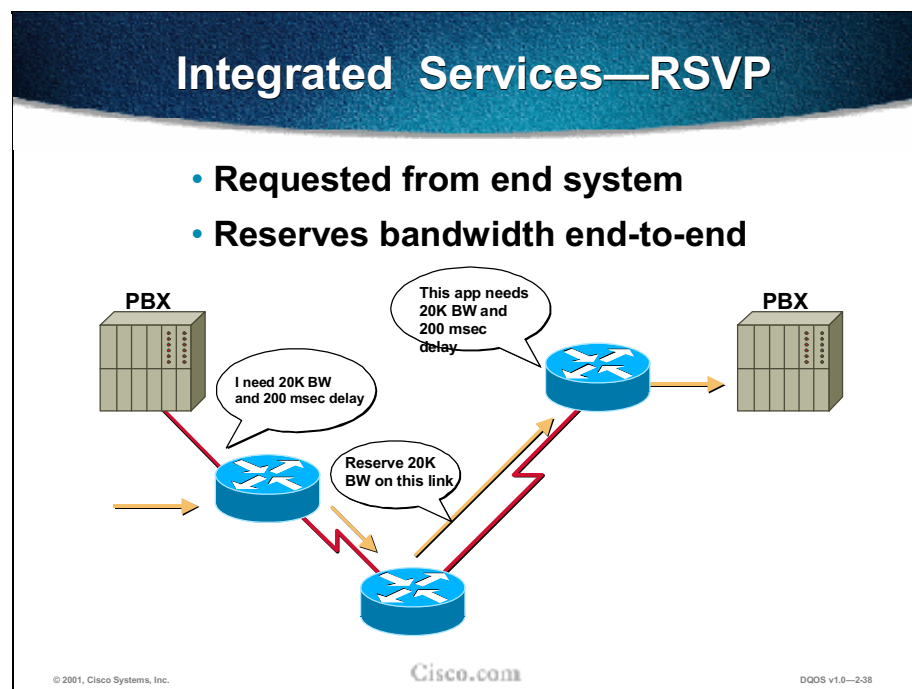 Integrated Services—RSVP
• Requested from end system
• Reserves bandwidth end-to-end
PBX
This app needs
20K BW and
200 msec
delay
PBX
I need 20K BW
and 200 msec delay
Reserve 20K
BW on this link
© 2001, Cisco Systems, Inc.
Cisco.com
DQOS v1.0—2-38